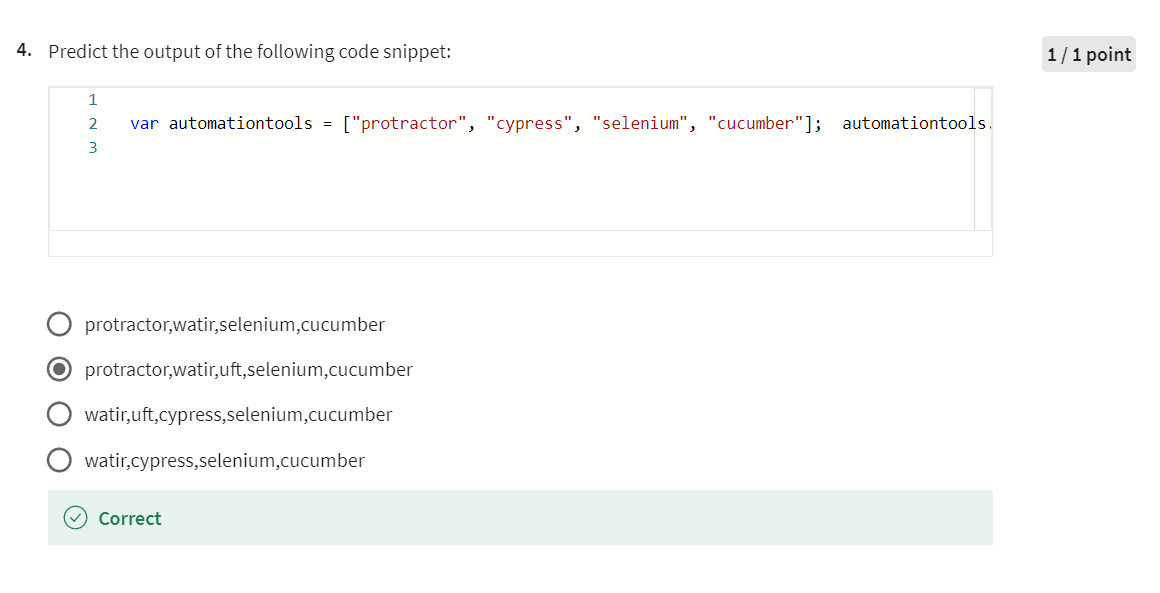 4. Predict the output of the following code snippet:
1 / 1 point
1
2 var automationtools = ["protractor", "cypress", "selenium", "cucumber"];  automationtools.
3
protractor,watir,selenium,cucumber
protractor,watir,uft,selenium,cucumber
watir,uft,cypress,selenium,cucumber
watir,cypress,selenium,cucumber
Correct